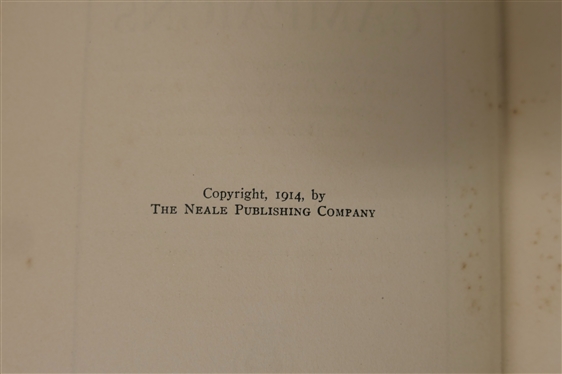 Copyright, 1914, by
THE NEALE PUBLISHING COMPANY